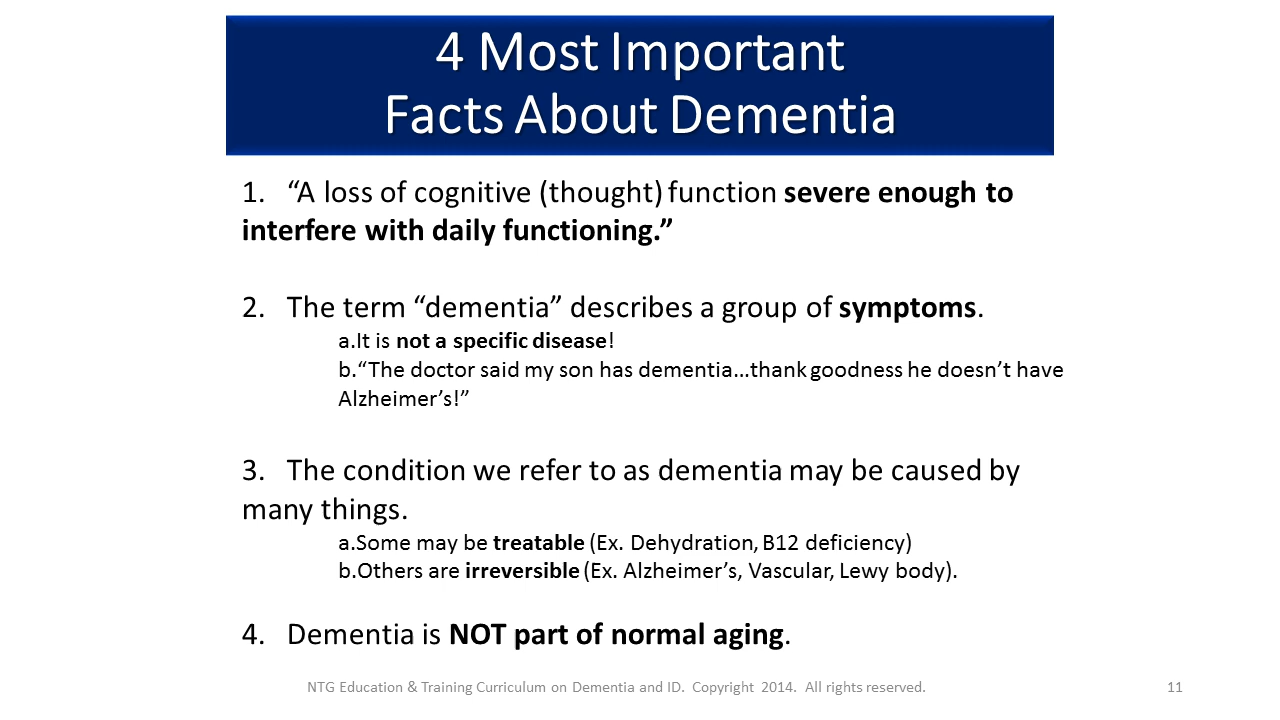 4 Most Important
Facts About Dementia
1. “A loss of cognitive (thought) function severe enough to
interfere with daily functioning.”
2. The term “dementia” describes a group of symptoms.
a.It is not a specific disease!
b.“The doctor said my son has dementia…thank goodness he doesn’t have
Alzheimer’s!”
3. The condition we refer to as dementia may be caused by
many things.
a.Some may be treatable (Ex. Dehydration, B12 deficiency)
b.Others are irreversible (Ex. Alzheimer’s, Vascular, Lewy body).
4. Dementia is NOT part of normal aging.
NTG Education & Training Curriculum on Dementia and ID. Copyright 2014. All rights reserved.
11